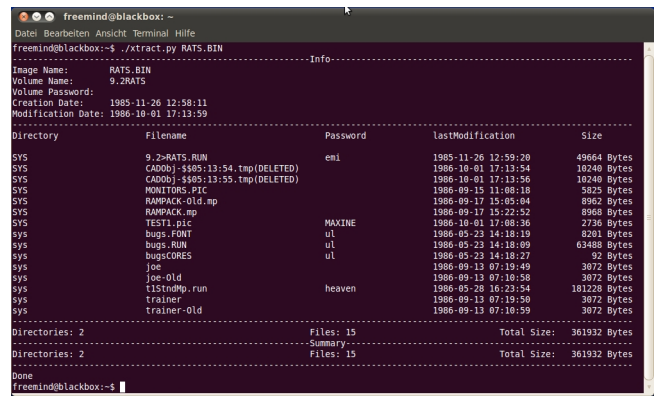 freemind@blackbox: ~
Datei Bearbeiten Ansicht Terminal Hilfe
freemind@blackbox:~$ ./xtract.py RATS.BIN
------------------------------------------------------------Info------------------------------------------------------------
Image Name: RATS.BIN
Volume Name: 9.2RATS
Volume Password:
Creation Date: 1985-11-26 12:58:11
Modification Date: 1986-10-01 17:13:59
Directory Filename Password lastModification Size
SYS 9.2>RATS.RUN emi 1985-11-26 12:59:20 49664 Bytes
SYS CADObj-$$05:13:54.tmp(DELETED) 1986-10-01 17:13:54 10240 Bytes
SYS CADObj-$$05:13:55.tmp(DELETED) 1986-10-01 17:13:56 10240 Bytes
SYS MONITORS.PIC 1986-09-15 11:08:18 5825 Bytes
SYS RAMPACK-Old.mp 1986-09-17 15:05:04 8962 Bytes
SYS RAMPACK.mp 1986-09-17 15:22:52 8968 Bytes
SYS TEST1.pic MAXINE 1986-10-01 17:08:36 2736 Bytes
sys bugs.FONT ul 1986-05-23 14:18:19 8201 Bytes
sys bugs.RUN ul 1986-05-23 14:18:09 63488 Bytes
sys bugsCORES ul 1986-05-23 14:18:27 92 Bytes
sys joe 1986-09-13 07:19:49 3072 Bytes
sys joe-Old 1986-09-13 07:10:58 3072 Bytes
sys t1StndMp.run heaven 1986-05-28 16:23:54 181228 Bytes
sys trainer 1986-09-13 07:19:50 3072 Bytes
sys trainer-Old 1986-09-13 07:10:59 3072 Bytes
Directories: 2 Files: 15 Total Size: 361932 Bytes
------------------------------------------------------------Summary------------------------------------------------------------
Directories: 2 Files: 15 Total Size: 361932 Bytes
Done
freemind@blackbox:~$